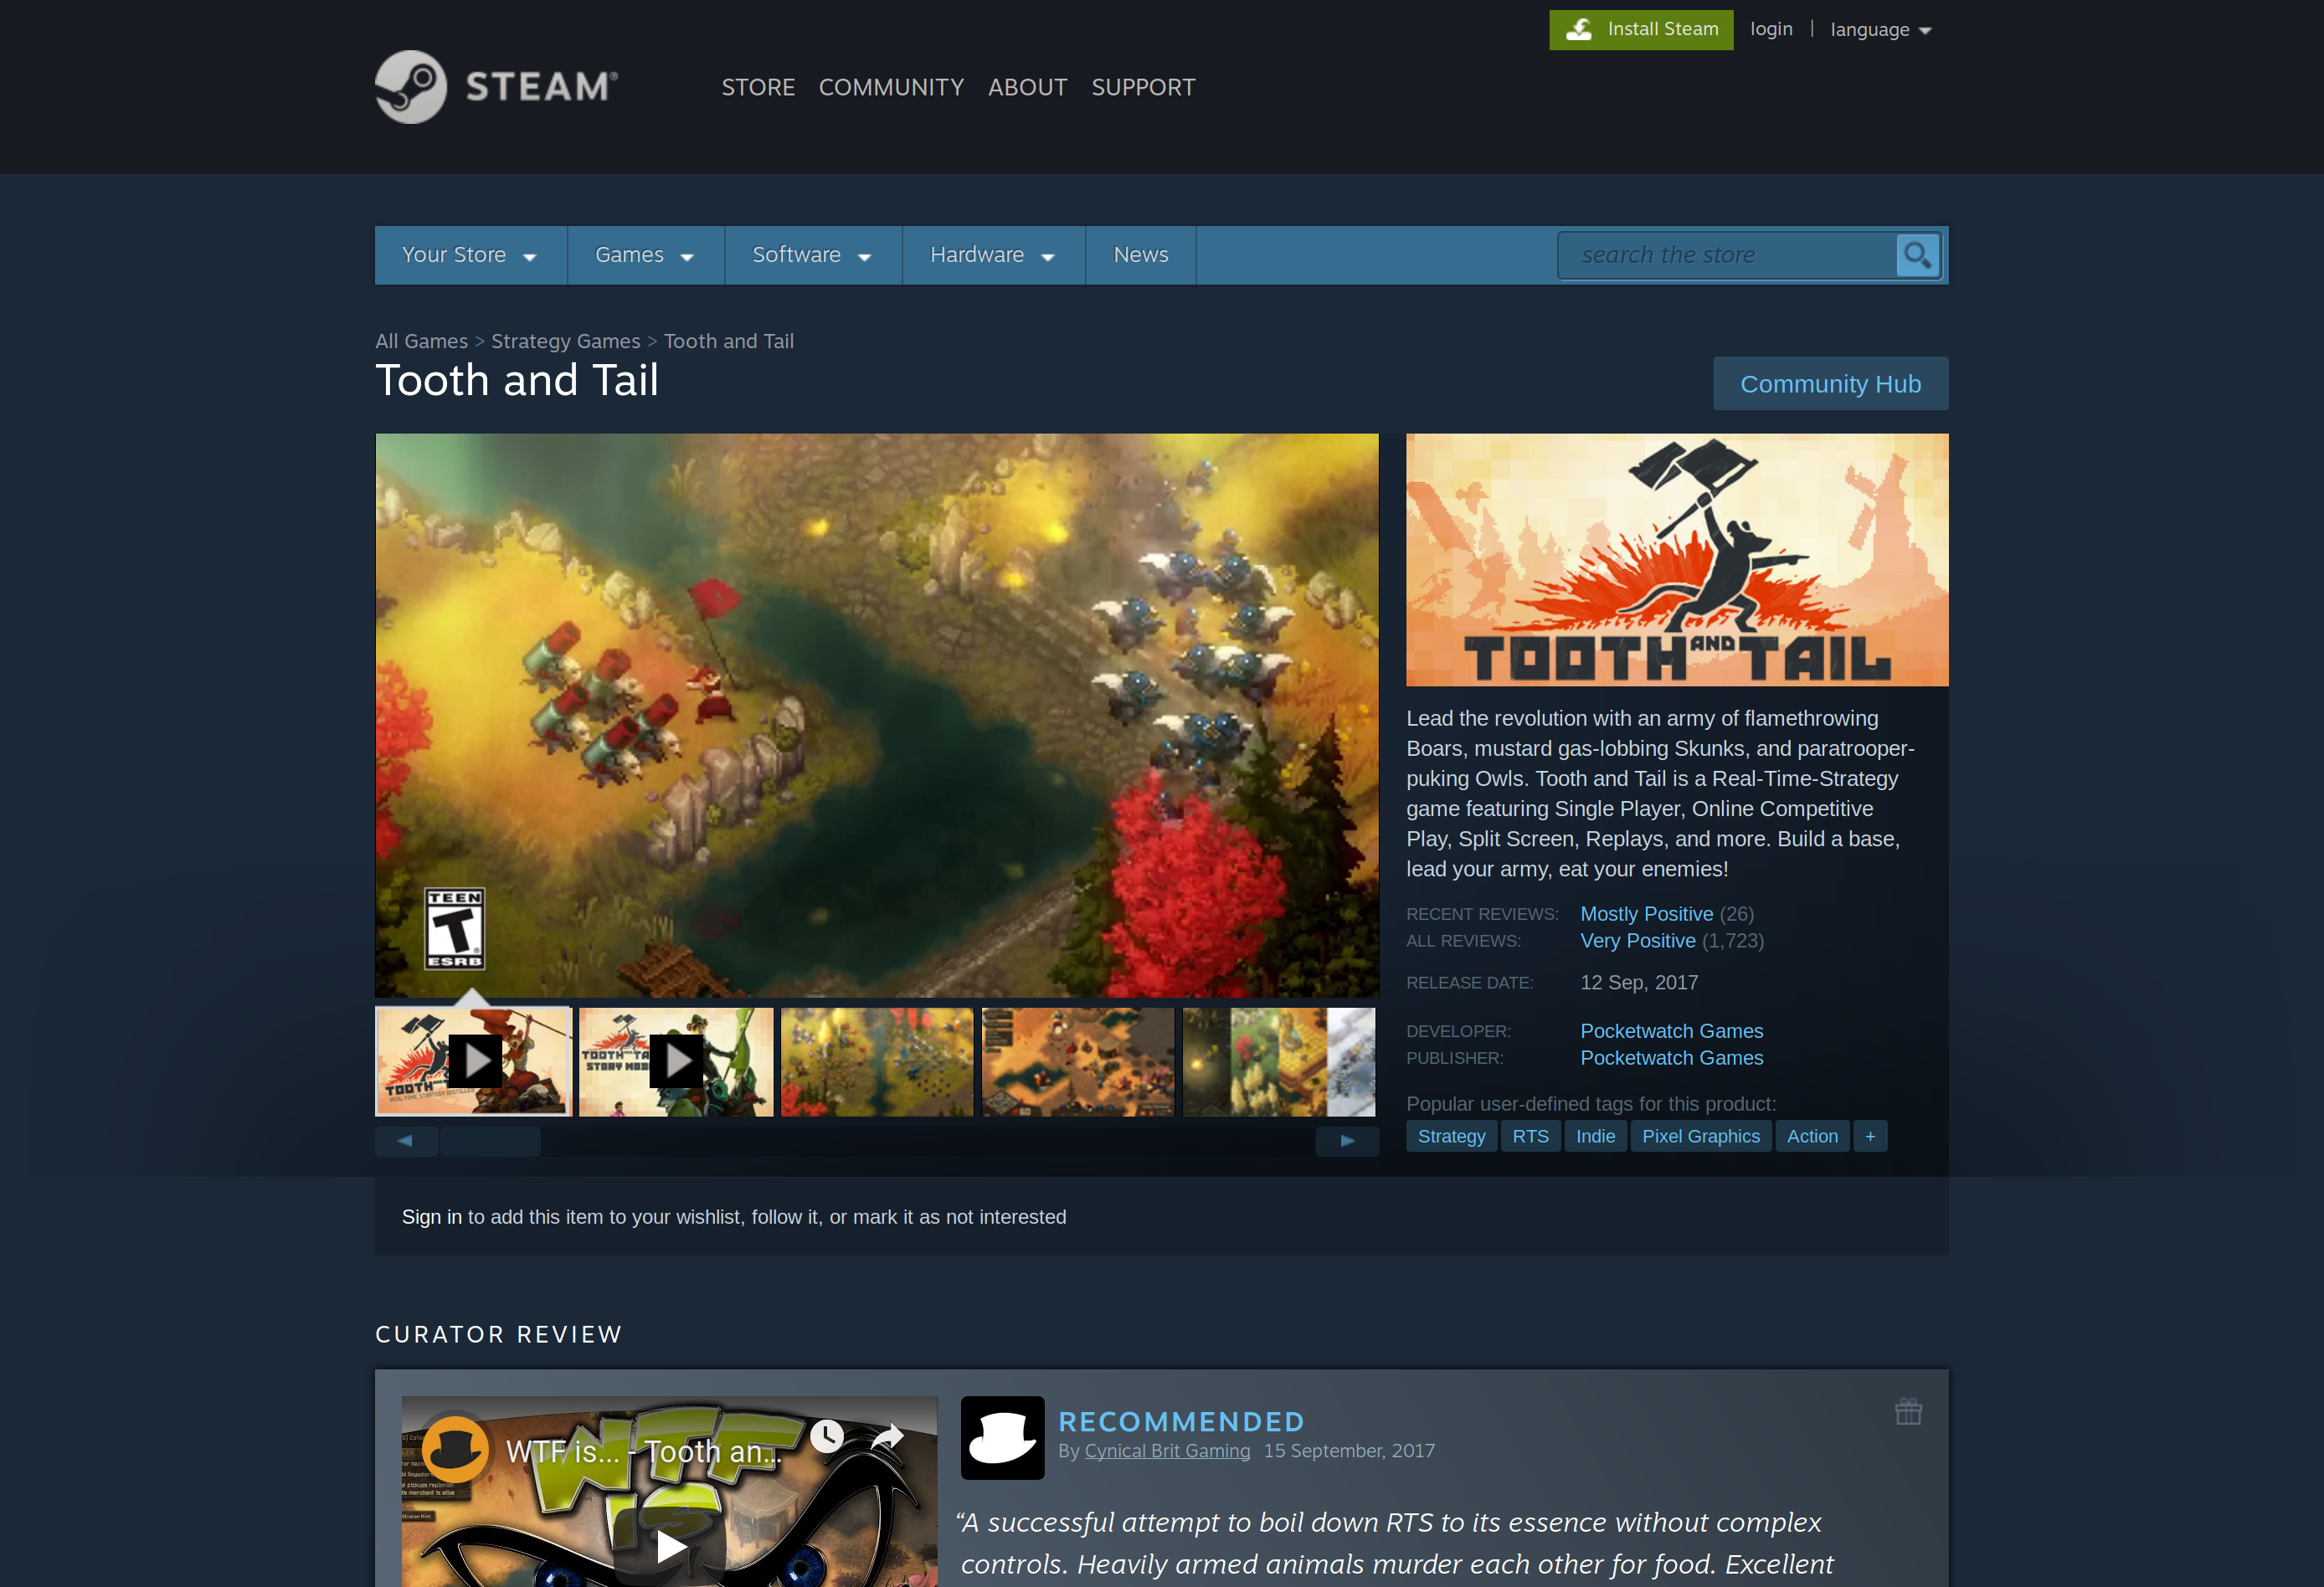 Install Steam
login | language
STEAM®
STORE COMMUNITY ABOUT SUPPORT
Your Store
Games
Software
Hardware
News
search the store
All Games > Strategy Games > Tooth and Tail
Tooth and Tail
Community Hub
TEEN
T
ESRB
TOOTH AND TAIL
Lead the revolution with an army of flamethrowing
Boars, mustard gas-lobbing Skunks, and paratrooper-
puking Owls. Tooth and Tail is a Real-Time-Strategy
game featuring Single Player, Online Competitive
Play, Split Screen, Replays, and more. Build a base,
lead your army, eat your enemies!
RECENT REVIEWS: Mostly Positive (26)
ALL REVIEWS: Very Positive (1,723)
RELEASE DATE: 12 Sep, 2017
DEVELOPER: Pocketwatch Games
PUBLISHER: Pocketwatch Games
Popular user-defined tags for this product:
Strategy RTS Indie Pixel Graphics Action +
Sign in to add this item to your wishlist, follow it, or mark it as not interested
CURATOR REVIEW
WTF is... - Tooth an...
WTF
RECOMMENDED
By Cynical Brit Gaming 15 September, 2017
“A successful attempt to boil down RTS to its essence without complex
controls. Heavily armed animals murder each other for food. Excellent